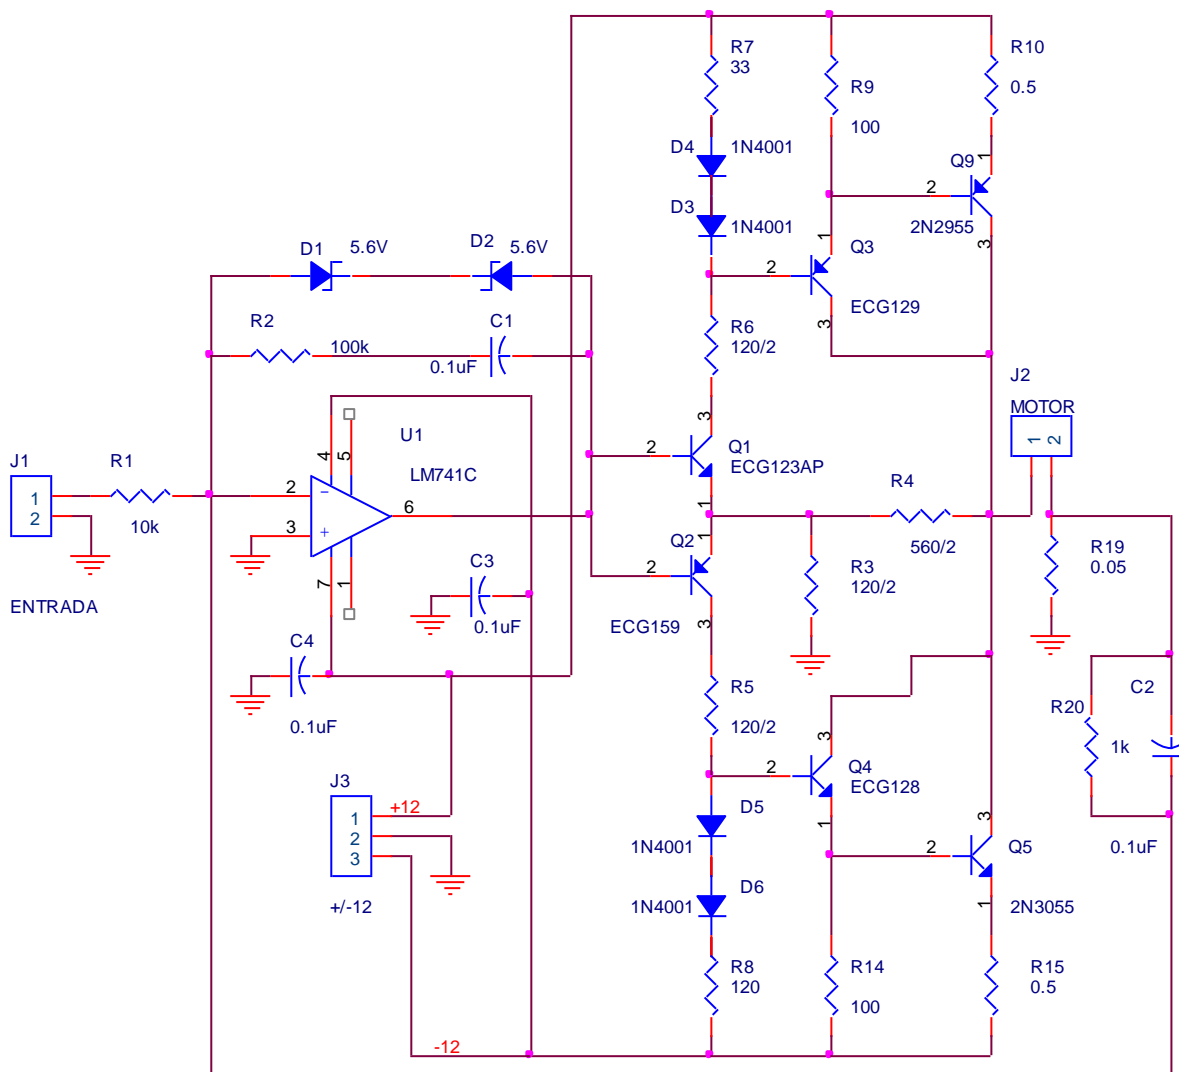 R7
33
R10
0.5
R9
100
D4
1N4001
Q9
1
2
2N2955
3
D3
1N4001
1
Q3
2
ECG129
3
D1
5.6V
D2
5.6V
R2
100k
C1
0.1uF
R6
120/2
J2
MOTOR
1
2
U1
LM741C
4
5
3
2
Q1
ECG123AP
1
J1
1
2
R1
10k
2
3
−
+
6
7
1
R4
560/2
1
Q2
2
ECG159
3
R3
120/2
R19
0.05
C3
0.1uF
ENTRADA
C4
0.1uF
R5
120/2
R20
1k
C2
0.1uF
3
2
Q4
ECG128
1
J3
1
2
3
+12
+/-12
D5
1N4001
3
2
Q5
1
2N3055
D6
1N4001
R8
120
R14
100
R15
0.5
-12